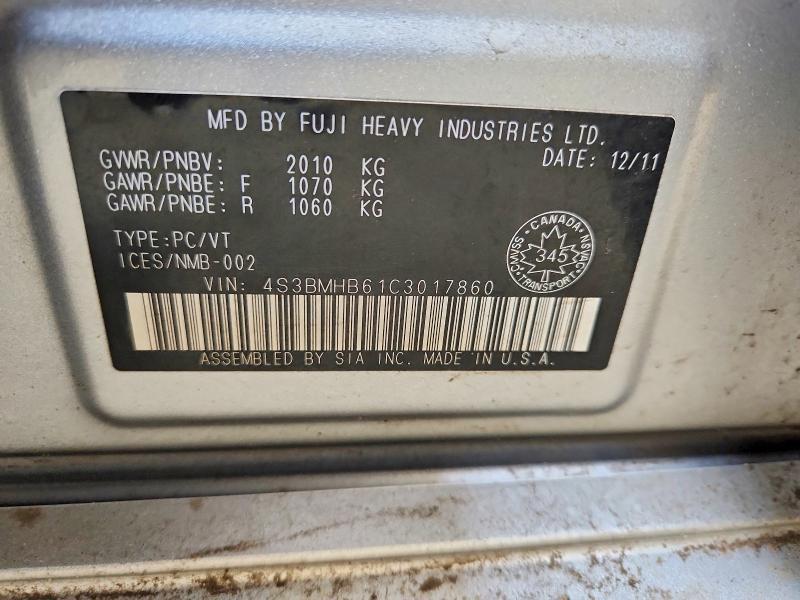 MFD BY FUJI HEAVY INDUSTRIES LTD.
DATE: 12/11
GVWR/PNBV: 2010 KG
GAWR/PNBE: F 1070 KG
GAWR/PNBE: R 1060 KG
TYPE:PC/VT
ICES/NMB-002
CANADA
345
TRANSPORT
CMVSS
NSVAC
VIN: 4S3BMHB61C3017860
ASSEMBLED BY SIA INC. MADE IN U.S.A.